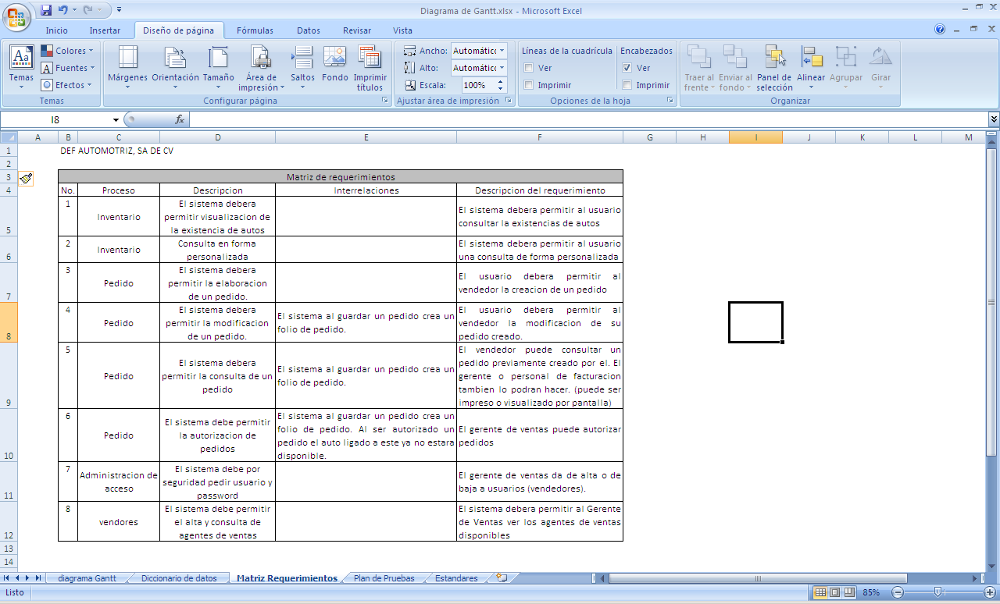 Diagrama de Gantt.xlsx - Microsoft Excel
Inicio Insertar Diseño de página Fórmulas Datos Revisar Vista
Temas
Colores
Fuentes
Efectos
Temas
Márgenes Orientación Tamaño Área de impresión Saltos Fondo Imprimir títulos
Configurar página
Ancho: Automátic
Alto: Automátic
Escala: 100%
Ajustar área de impresión
Líneas de la cuadrícula
Ver
Imprimir
Encabezados
Ver
Imprimir
Opciones de la hoja
Traer al frente Enviar al fondo Panel de selección Alinear Agrupar Girar
Organizar
I8 fx
A B C D E F G H I J K L M
1 DEF AUTOMOTRIZ, SA DE CV
2
3 Matriz de requerimientos
4 No. Proceso Descripcion Interrelaciones Descripcion del requerimiento
5
1
Inventario
El sistema debera
permitir visualizacion de
la existencia de autos
El sistema debera permitir al usuario
consultar la existencias de autos
6
2
Inventario
Consulta en forma
personalizada
El sistema debera permitir al usuario
una consulta de forma personalizada
7
3
Pedido
El sistema debera
permitir la elaboracion
de un pedido.
El usuario debera permitir al
vendedor la creacion de un pedido
8
4
Pedido
El sistema debera
permitir la modificacion
de un pedido.
El sistema al guardar un pedido crea un
folio de pedido.
El usuario debera permitir al
vendedor la modificacion de su
pedido creado.
9
5
Pedido
El sistema debera
permitir la consulta de un
pedido
El sistema al guardar un pedido crea un
folio de pedido.
El vendedor puede consultar un
pedido previamente creado por el. El
gerente o personal de facturacion
tambien lo podran hacer. (puede ser
impreso o visualizado por pantalla)
10
6
Pedido
El sistema debe permitir
la autorizacion de
pedidos
El sistema al guardar un pedido crea un
folio de pedido. Al ser autorizado un
pedido el auto ligado a este ya no estara
disponible.
El gerente de ventas puede autorizar
pedidos
11
7
Administracion de
acceso
El sistema debe por
seguridad pedir usuario y
password
El gerente de ventas da de alta o de
baja a usuarios (vendedores).
12
8
vendores
El sistema debe permitir
el alta y consulta de
agentes de ventas
El sistema debera permitir al Gerente
de Ventas ver los agentes de ventas
disponibles
13
14
diagrama Gantt Diccionario de datos Matriz Requerimientos Plan de Pruebas Estandares
Listo 85%